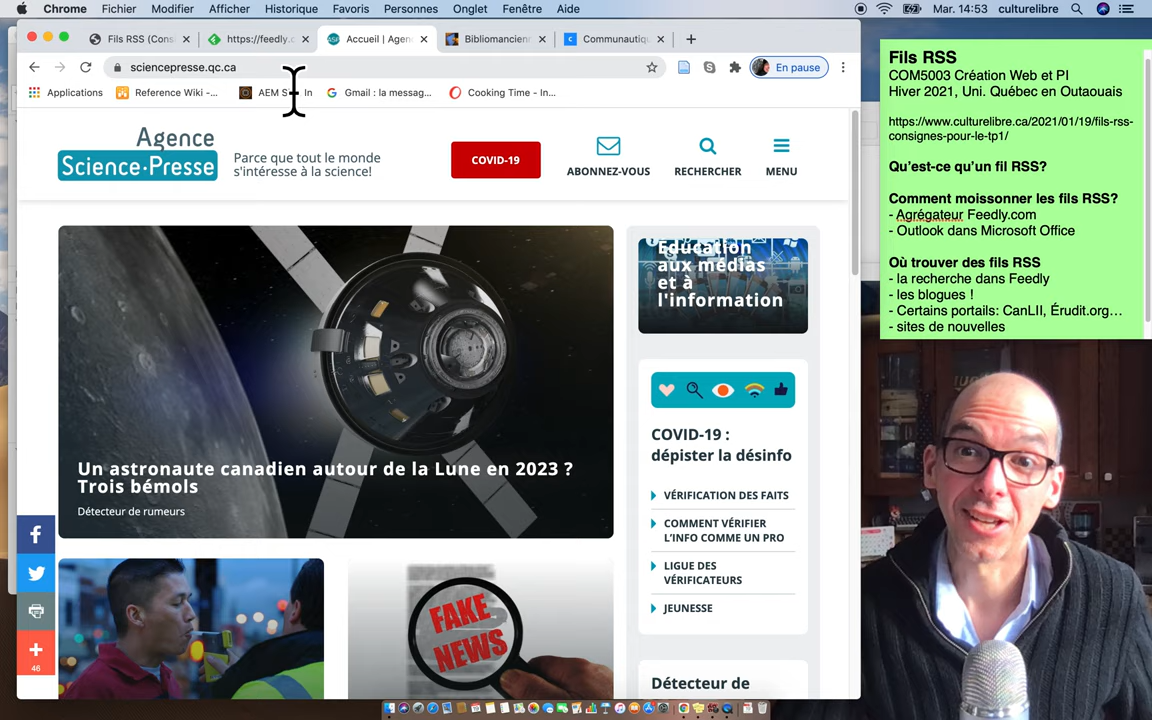 Chrome Fichier Modifier Afficher Historique Favoris Personnes Onglet Fenêtre Aide
Mar. 14:53 culturelibre
Fils RSS (Cons
https://feedly.c
Accueil | Agen
Bibliomancien
Communautiq
sciencepresse.qc.ca
En pause
Applications
Reference Wiki -...
AEM S In
Gmail : la messag...
Cooking Time - In...
Agence
Science·Presse
Parce que tout le monde
s'intéresse à la science!
COVID-19
ABONNEZ-VOUS
RECHERCHER
MENU
Un astronaute canadien autour de la Lune en 2023 ?
Trois bémols
Détecteur de rumeurs
46
FAKE
NEWS
Éducation
aux médias
et à
l'information
COVID-19 :
dépister la désinfo
VÉRIFICATION DES FAITS
COMMENT VÉRIFIER
L'INFO COMME UN PRO
LIGUE DES
VÉRIFICATEURS
JEUNESSE
Détecteur de
Fils RSS
COM5003 Création Web et PI
Hiver 2021, Uni. Québec en Outaouais
https://www.culturelibre.ca/2021/01/19/fils-rss-
consignes-pour-le-tp1/
Qu'est-ce qu'un fil RSS?
Comment moissonner les fils RSS?
- Agrégateur Feedly.com
- Outlook dans Microsoft Office
Où trouver des fils RSS
- la recherche dans Feedly
- les blogues !
- Certains portails: CanLII, Érudit.org...
- sites de nouvelles